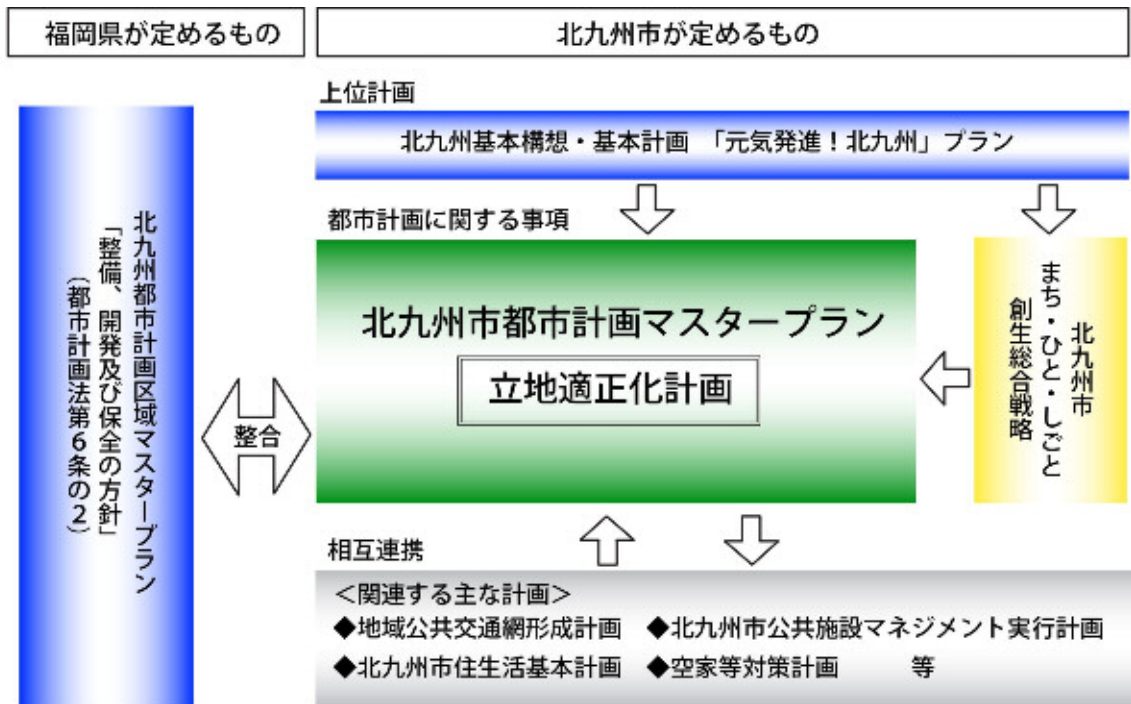 福岡県が定めるもの
北九州市が定めるもの
北九州都市計画区域マスタープラン
「整備、開発及び保全の方針」
(都市計画法第6条の2)
上位計画
北九州基本構想・基本計画 「元気発進!北九州」プラン
都市計画に関する事項
北九州市都市計画マスタープラン
立地適正化計画
整合
北九州市
まち・ひと・しごと
創生総合戦略
相互連携
<関連する主な計画>
◆地域公共交通網形成計画 ◆北九州市公共施設マネジメント実行計画
◆北九州市住生活基本計画 ◆空家等対策計画 等